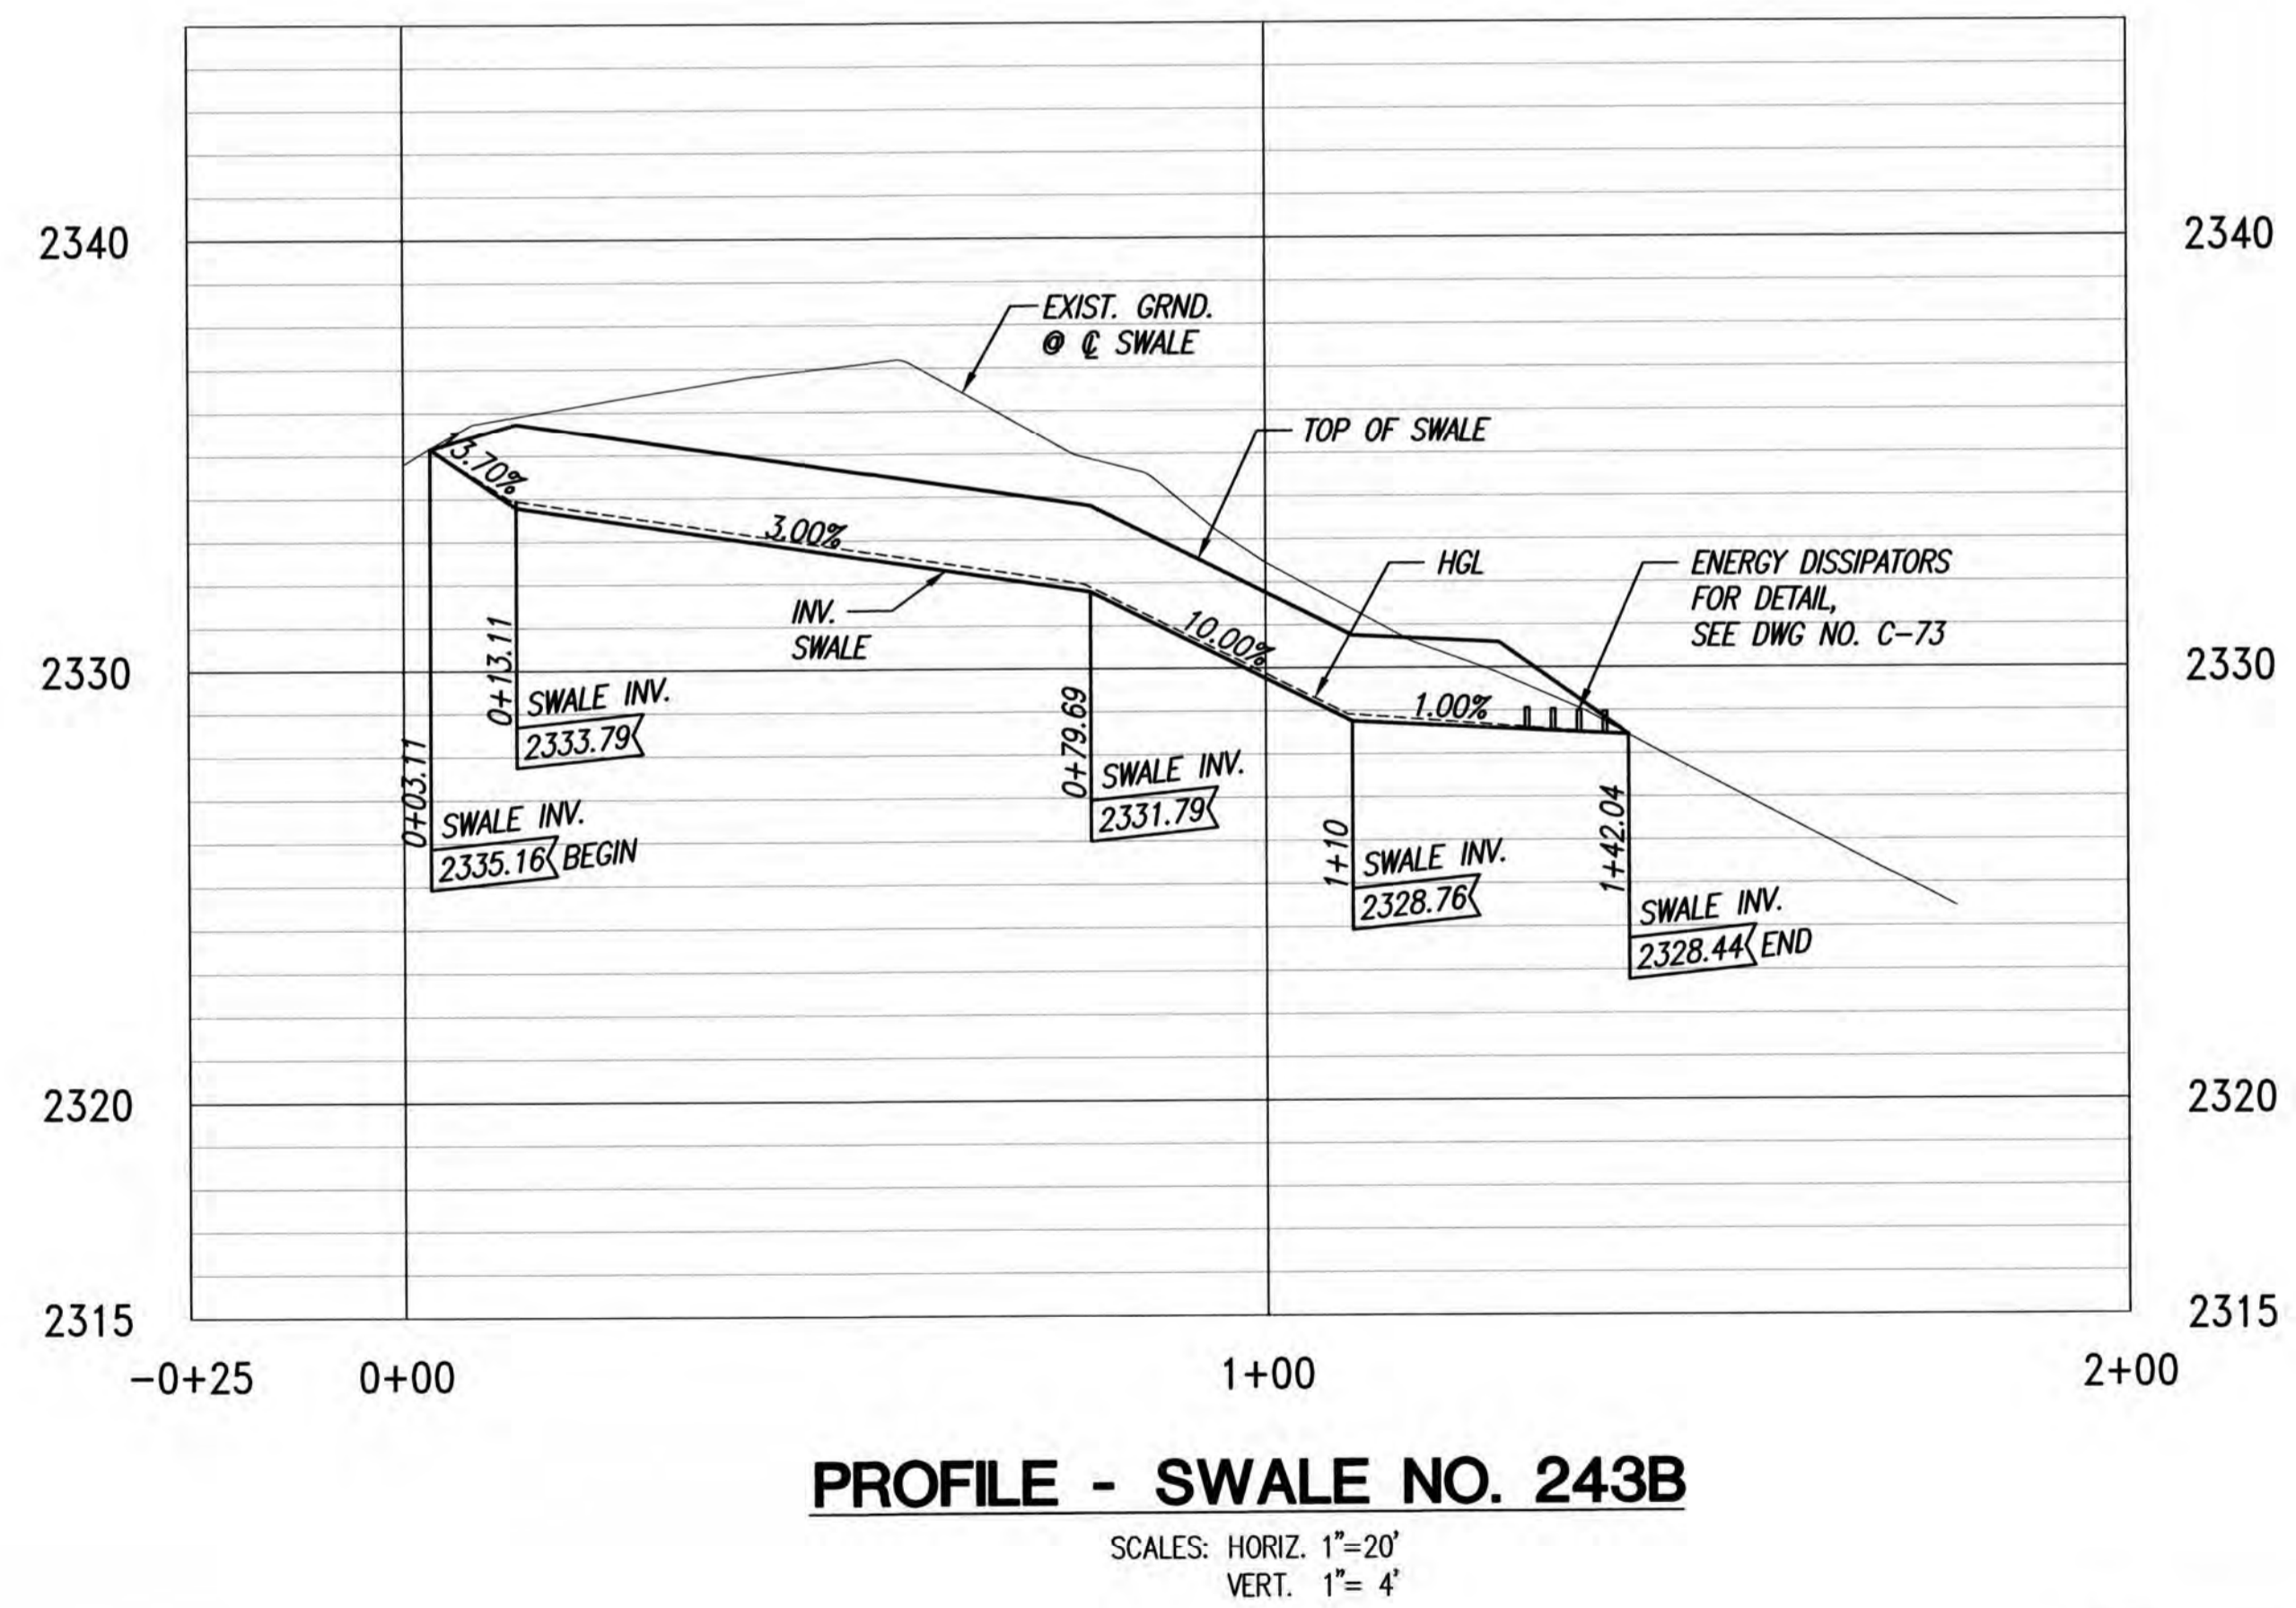 2340
2340
EXIST. GRND.
@ ℄ SWALE
TOP OF SWALE
13.70%
3.00%
HGL
ENERGY DISSIPATORS
FOR DETAIL,
SEE DWG NO. C-73
INV.
SWALE
10.00%
2330
2330
0+13.11
SWALE INV.
2333.79
1.00%
0+79.69
SWALE INV.
2331.79
0+03.11
SWALE INV.
2335.16 BEGIN
1+10
SWALE INV.
2328.76
1+42.04
SWALE INV.
2328.44 END
2320
2320
2315
2315
-0+25
0+00
1+00
2+00
PROFILE - SWALE NO. 243B
SCALES: HORIZ. 1"=20'
VERT. 1"= 4'